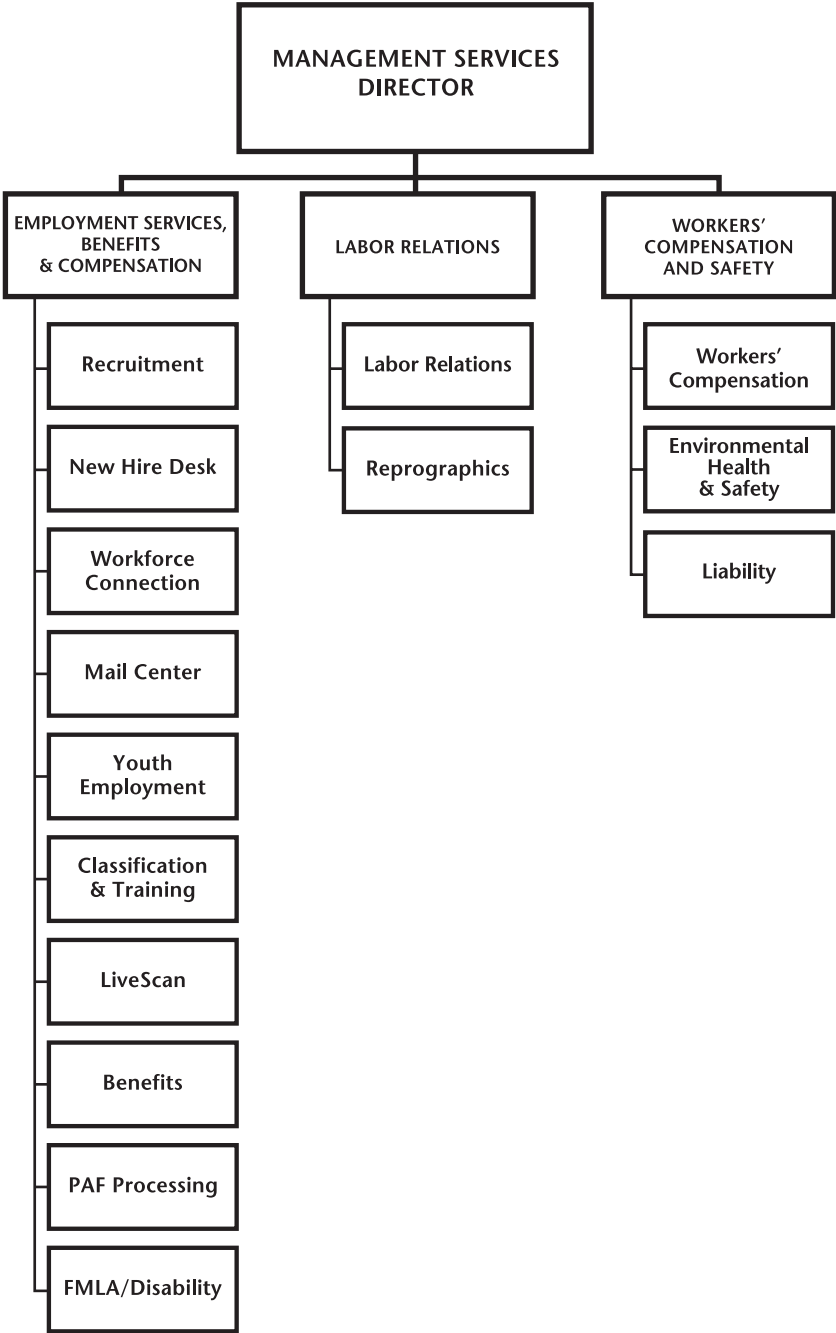 MANAGEMENT SERVICES
DIRECTOR
EMPLOYMENT SERVICES,
BENEFITS
& COMPENSATION
Recruitment
New Hire Desk
Workforce
Connection
Mail Center
Youth
Employment
Classification
& Training
LiveScan
Benefits
PAF Processing
FMLA/Disability
LABOR RELATIONS
Labor Relations
Reprographics
WORKERS’
COMPENSATION
AND SAFETY
Workers’
Compensation
Environmental
Health
& Safety
Liability